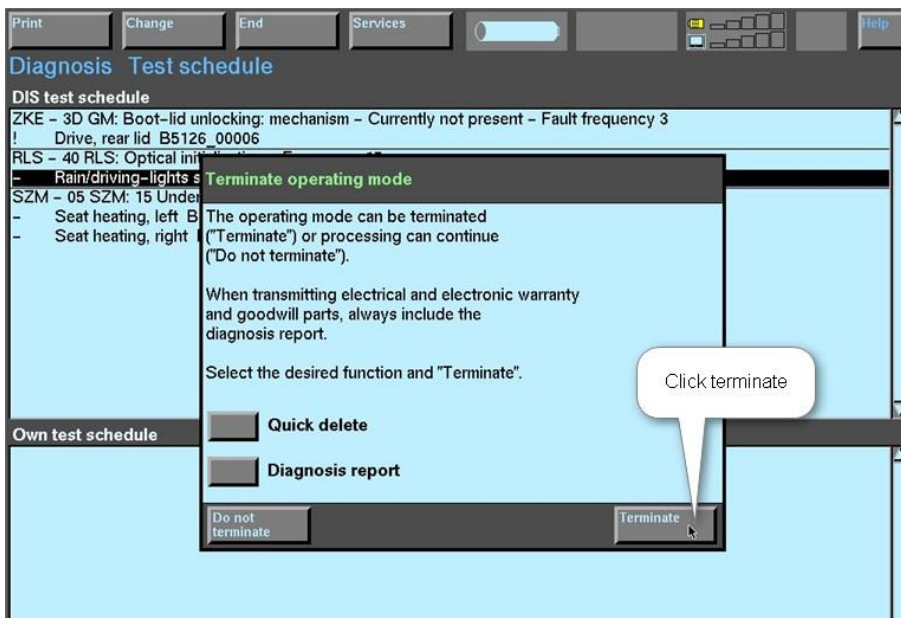 Print Change End Services Help
Diagnosis Test schedule
DIS test schedule
ZKE – 3D GM: Boot–lid unlocking: mechanism – Currently not present – Fault frequency 3
! Drive, rear lid B5126_00006
RLS – 40 RLS: Optical
– Rain/driving–lights
SZM – 05 SZM: 15
– Seat heating, left
– Seat heating, right
Terminate operating mode
The operating mode can be terminated
("Terminate") or processing can continue
("Do not terminate").
When transmitting electrical and electronic warranty
and goodwill parts, always include the
diagnosis report.
Select the desired function and "Terminate".
Click terminate
Quick delete
Diagnosis report
Do not
terminate
Terminate
Own test schedule